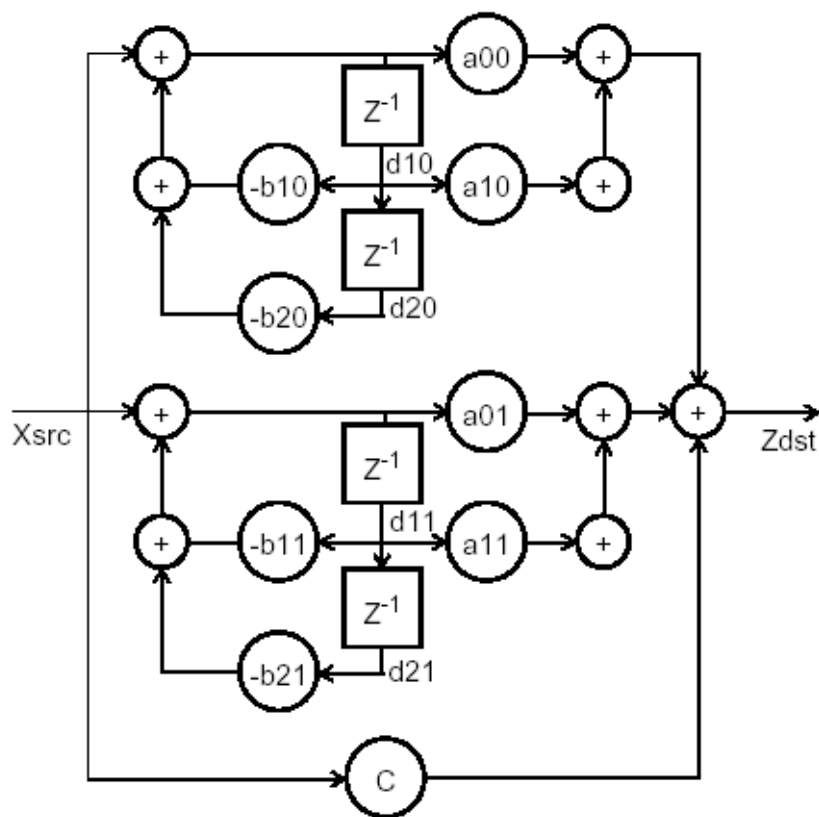 + a00 +
Z-1
d10
+ -b10 a10 +
Z-1
-b20 d20
+ a01 + +
Xsrc Zdst
Z-1
d11
+ -b11 a11 +
Z-1
-b21 d21
C